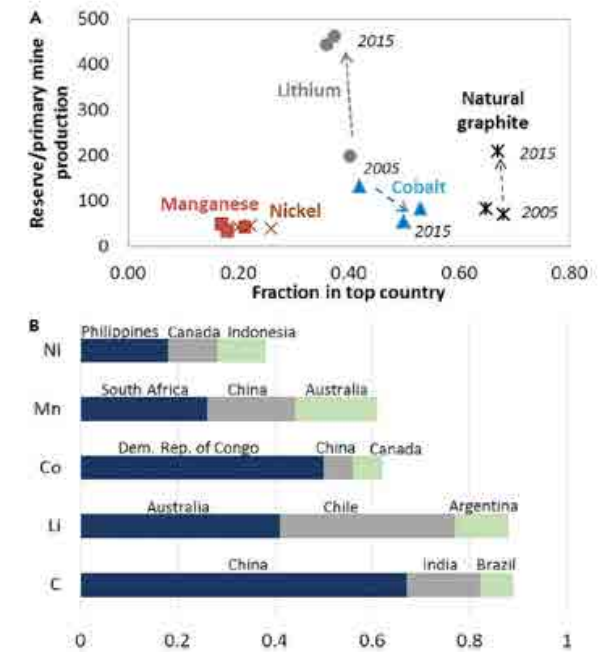 A
500
400
300
200
100
0
Reserve/primary mine
production
2015
Lithium
Natural
graphite
2015
2005
Cobalt
2005
2015
Manganese
Nickel
0.00
0.20
0.40
0.60
0.80
Fraction in top country
B
Philippines Canada Indonesia
Ni
South Africa China Australia
Mn
Dem. Rep. of Congo China Canada
Co
Australia Chile Argentina
Li
China India Brazil
C
0 0.2 0.4 0.6 0.8 1